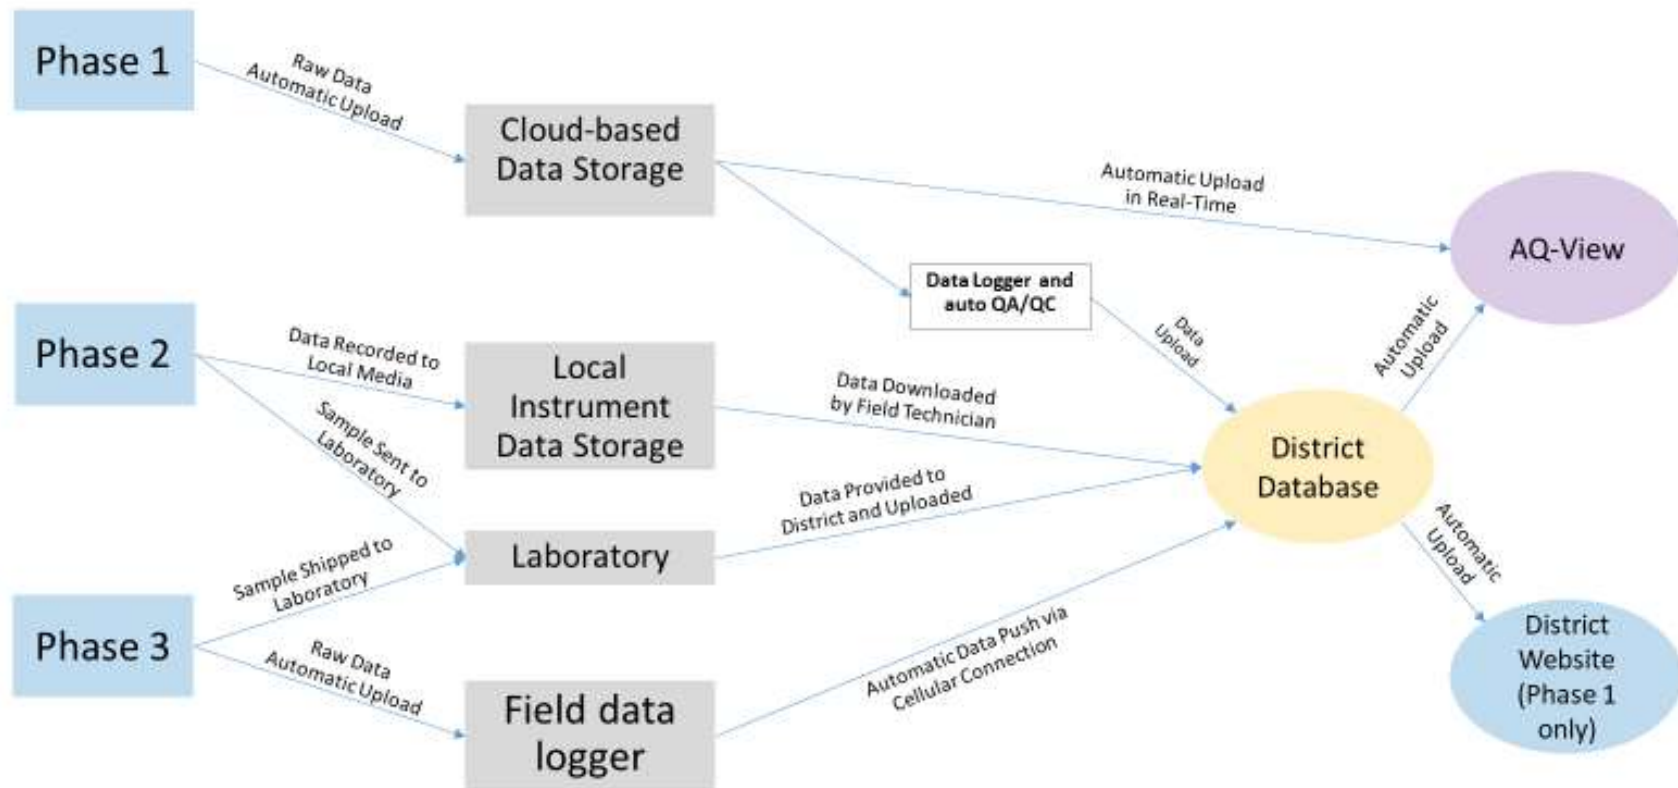 Phase 1
Raw Data
Automatic Upload
Cloud-based
Data Storage
Automatic Upload
in Real-Time
AQ-View
Data Logger and
auto QA/QC
Data
Upload
Automatic
Upload
Phase 2
Data Recorded to
Local Media
Local
Instrument
Data Storage
Data Downloaded
by Field Technician
Sample Sent to
Laboratory
District
Database
Laboratory
Data Provided to
District and Uploaded
Automatic
Upload
Phase 3
Sample Shipped to
Laboratory
Raw Data
Automatic Upload
Field data
logger
Automatic Data Push via
Cellular Connection
District
Website
(Phase 1
only)